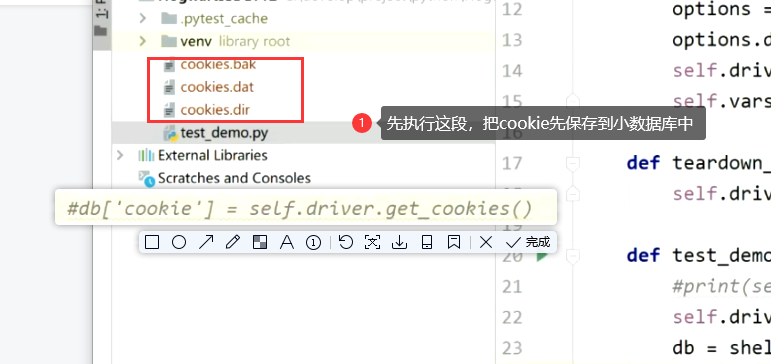 .pytest_cache
venv library root
cookies.bak
cookies.dat
cookies.dir
test_demo.py
External Libraries
Scratches and Consoles
1 先执行这段，把cookie先保存到小数据库中
#db['cookie'] = self.driver.get_cookies()
完成
12 options =
13 options.d
14 self.driv
15 self.vars
16
17 def teardown_
18 self.driv
19
20 def test_demo
21 #print(se
22 self.driv
23 db = shel